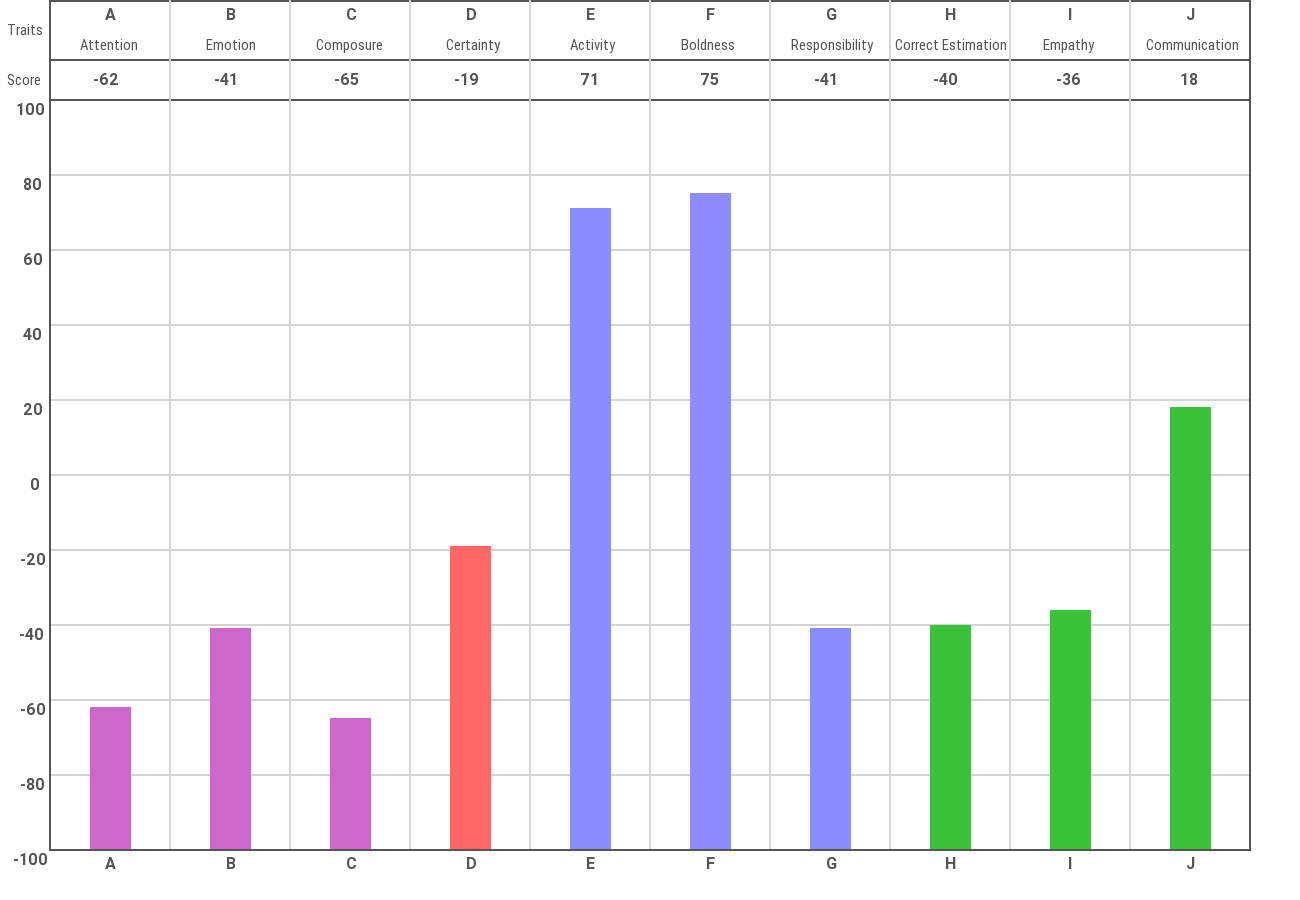 A B C D E F G H I J
Traits
Attention Emotion Composure Certainty Activity Boldness Responsibility Correct Estimation Empathy Communication
Score -62 -41 -65 -19 71 75 -41 -40 -36 18
100
80
60
40
20
0
-20
-40
-60
-80
-100
A B C D E F G H I J